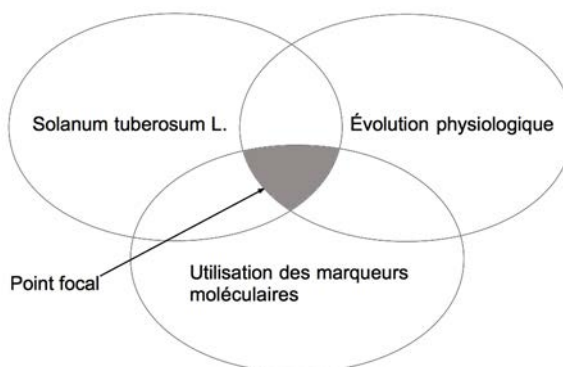 Solanum tuberosum L.
Évolution physiologique
Point focal
Utilisation des marqueurs
moléculaires